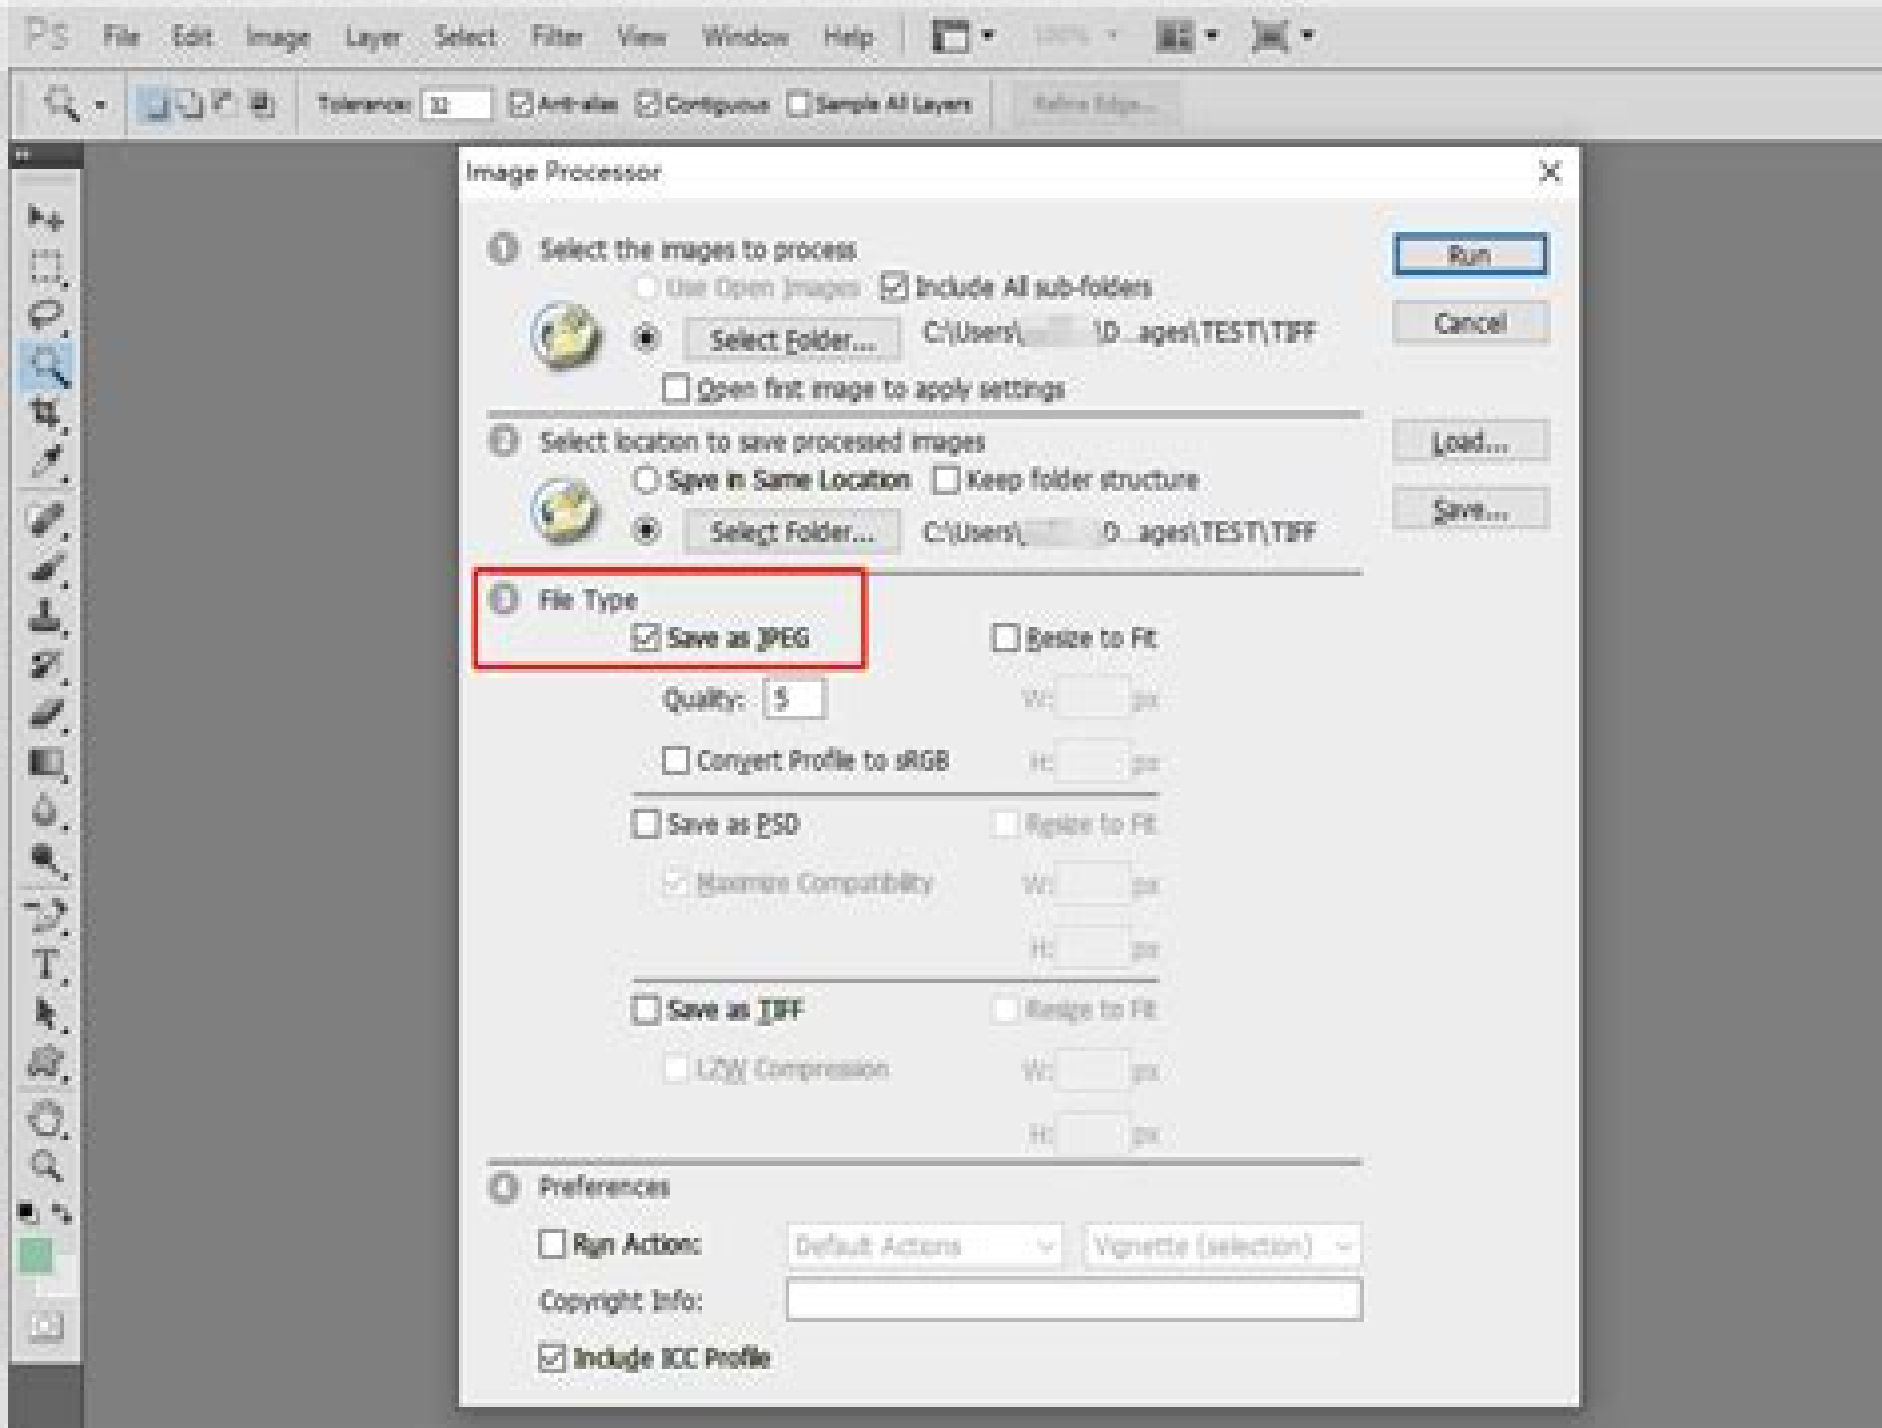 Ps File Edit Image Layer Select Filter View Window Help 100%
Tolerance: 32 Anti-alias Contiguous Sample All Layers Refine Edge...
Image Processor
1 Select the images to process
Run
Use Open Images Include All sub-folders
Select Folder... C:\Users\ \D...ages\TEST\TIFF
Cancel
Open first image to apply settings
2 Select location to save processed images
Load...
Save in Same Location Keep folder structure
Select Folder... C:\Users\ D...ages\TEST\TIFF
Save...
3 File Type
Save as JPEG Resize to Fit
Quality: 5 W: px
Convert Profile to sRGB H: px
Save as PSD Resize to Fit
Maximize Compatibility W: px
H: px
Save as TIFF Resize to Fit
LZW Compression W: px
H: px
4 Preferences
Run Action: Default Actions Vignette (selection)
Copyright Info:
Include ICC Profile